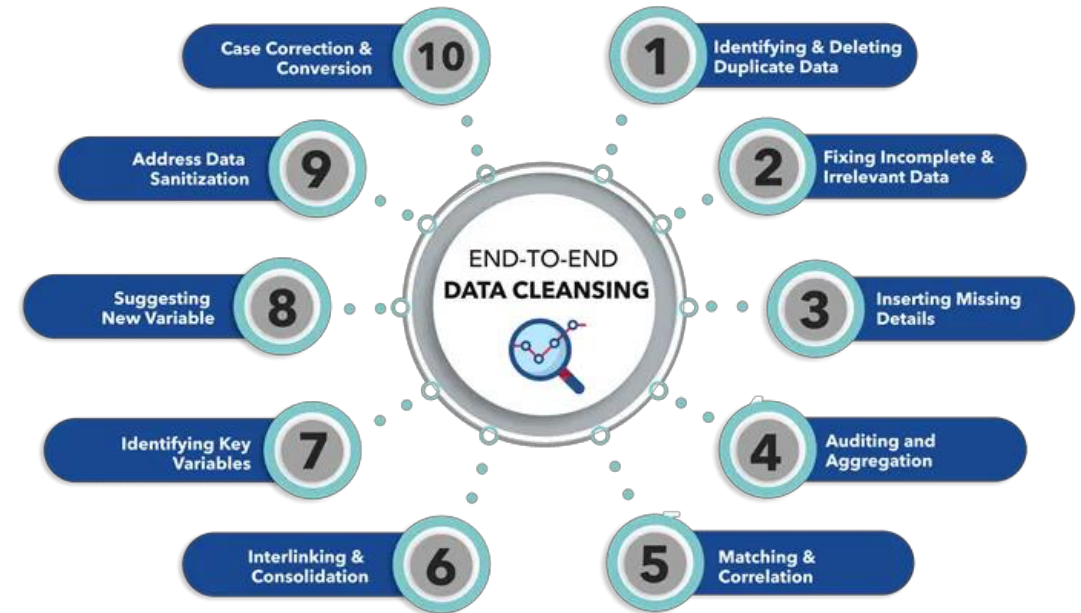 END-TO-END
DATA CLEANSING
1
Identifying & Deleting
Duplicate Data
2
Fixing Incomplete &
Irrelevant Data
3
Inserting Missing
Details
4
Auditing and
Aggregation
5
Matching &
Correlation
6
Interlinking &
Consolidation
7
Identifying Key
Variables
8
Suggesting
New Variable
9
Address Data
Sanitization
10
Case Correction &
Conversion